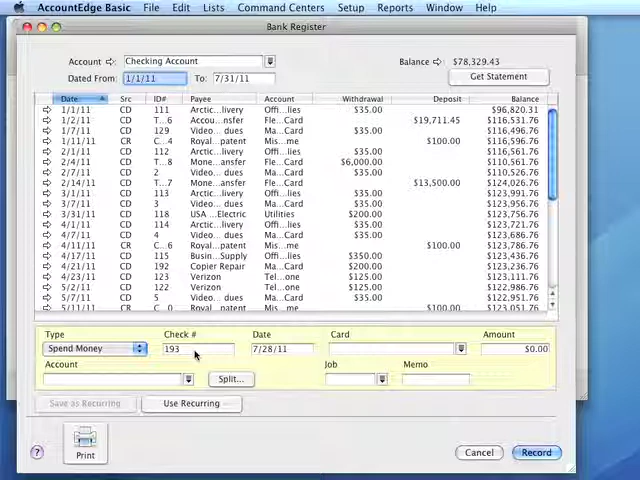 AccountEdge Basic File Edit Lists Command Centers Setup Reports Window Help
Bank Register
Account Checking Account Balance $78,329.43
Dated From: 1/1/11 To: 7/31/11 Get Statement
Date Src ID# Payee Account Withdrawal Deposit Balance
1/1/11 CD 111 Arctic...livery Offi...lies $35.00 $96,820.31
1/2/11 CD T...6 Accou...nsfer Fle...Card $19,711.45 $116,531.76
1/7/11 CD 129 Video... dues Ma...Card $35.00 $116,496.76
1/11/11 CR C...4 Royal...patent Mis...me $100.00 $116,596.76
2/1/11 CD 112 Arctic...livery Offi...lies $35.00 $116,561.76
2/4/11 CD T...8 Mone...ansfer Fle...Card $6,000.00 $110,561.76
2/7/11 CD 2 Video... dues Ma...Card $35.00 $110,526.76
2/14/11 CD T...7 Mone...ansfer Fle...Card $13,500.00 $124,026.76
3/1/11 CD 113 Arctic...livery Offi...lies $35.00 $123,991.76
3/7/11 CD 3 Video... dues Ma...Card $35.00 $123,956.76
3/31/11 CD 118 USA ...Electric Utilities $200.00 $123,756.76
4/1/11 CD 114 Arctic...livery Offi...lies $35.00 $123,721.76
4/7/11 CD 4 Video... dues Ma...Card $35.00 $123,686.76
4/11/11 CR C...6 Royal...patent Mis...me $100.00 $123,786.76
4/17/11 CD 115 Busin...Supply Offi...lies $350.00 $123,436.76
4/21/11 CD 192 Copier Repair Ma...Card $200.00 $123,236.76
4/23/11 CD 123 Verizon Tel...one $125.00 $123,111.76
5/2/11 CD 122 Verizon Tel...one $125.00 $122,986.76
5/7/11 CD 5 Video... dues Ma...Card $35.00 $122,951.76
5/11/11 CR C...0 Royal...patent Mis...me $100.00 $123,051.76
Type Check # Date Card Amount
Spend Money 193 7/28/11 $0.00
Account Split... Job Memo
Save as Recurring Use Recurring
? Print Cancel Record